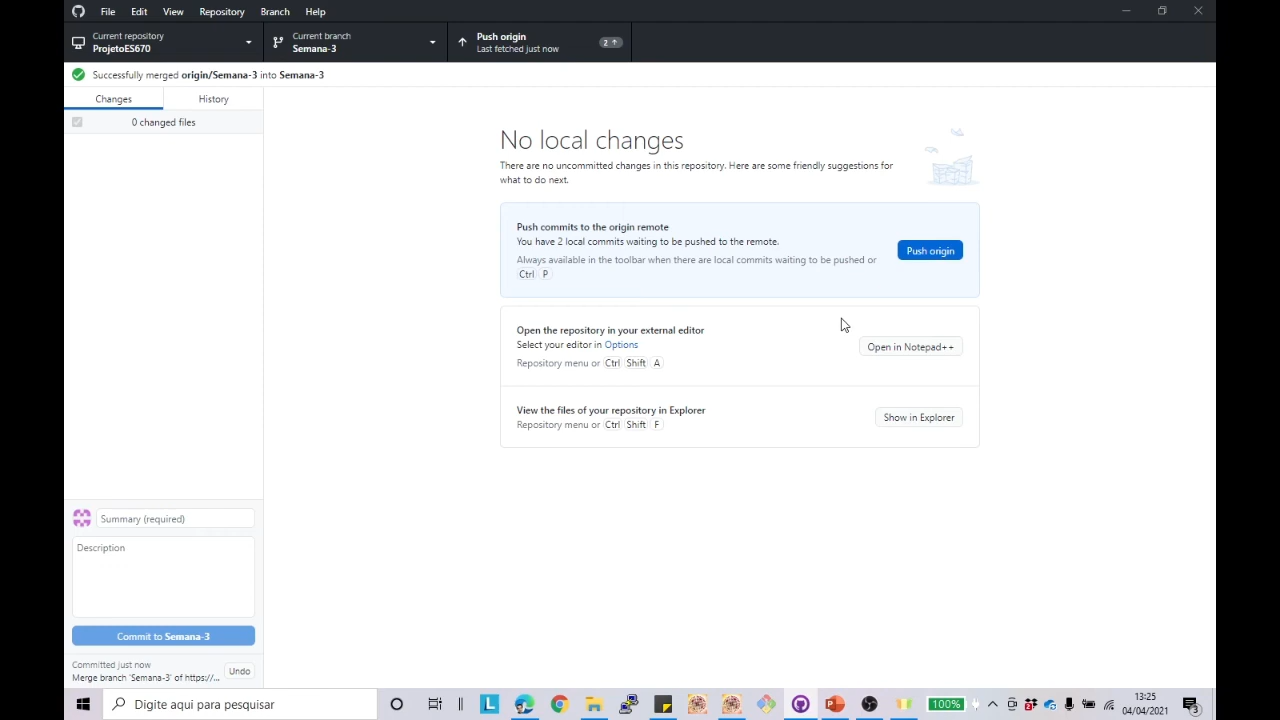 File Edit View Repository Branch Help
Current repository
ProjetoES670
Current branch
Semana-3
Push origin
Last fetched just now
2
Successfully merged origin/Semana-3 into Semana-3
Changes History
0 changed files
No local changes
There are no uncommitted changes in this repository. Here are some friendly suggestions for
what to do next.
Push commits to the origin remote
You have 2 local commits waiting to be pushed to the remote.
Always available in the toolbar when there are local commits waiting to be pushed or
Ctrl P
Push origin
Open the repository in your external editor
Select your editor in Options
Repository menu or Ctrl Shift A
Open in Notepad++
View the files of your repository in Explorer
Repository menu or Ctrl Shift F
Show in Explorer
Summary (required)
Description
Commit to Semana-3
Committed just now
Merge branch 'Semana-3' of https://...
Undo
Digite aqui para pesquisar
L
100%
13:25
04/04/2021
3